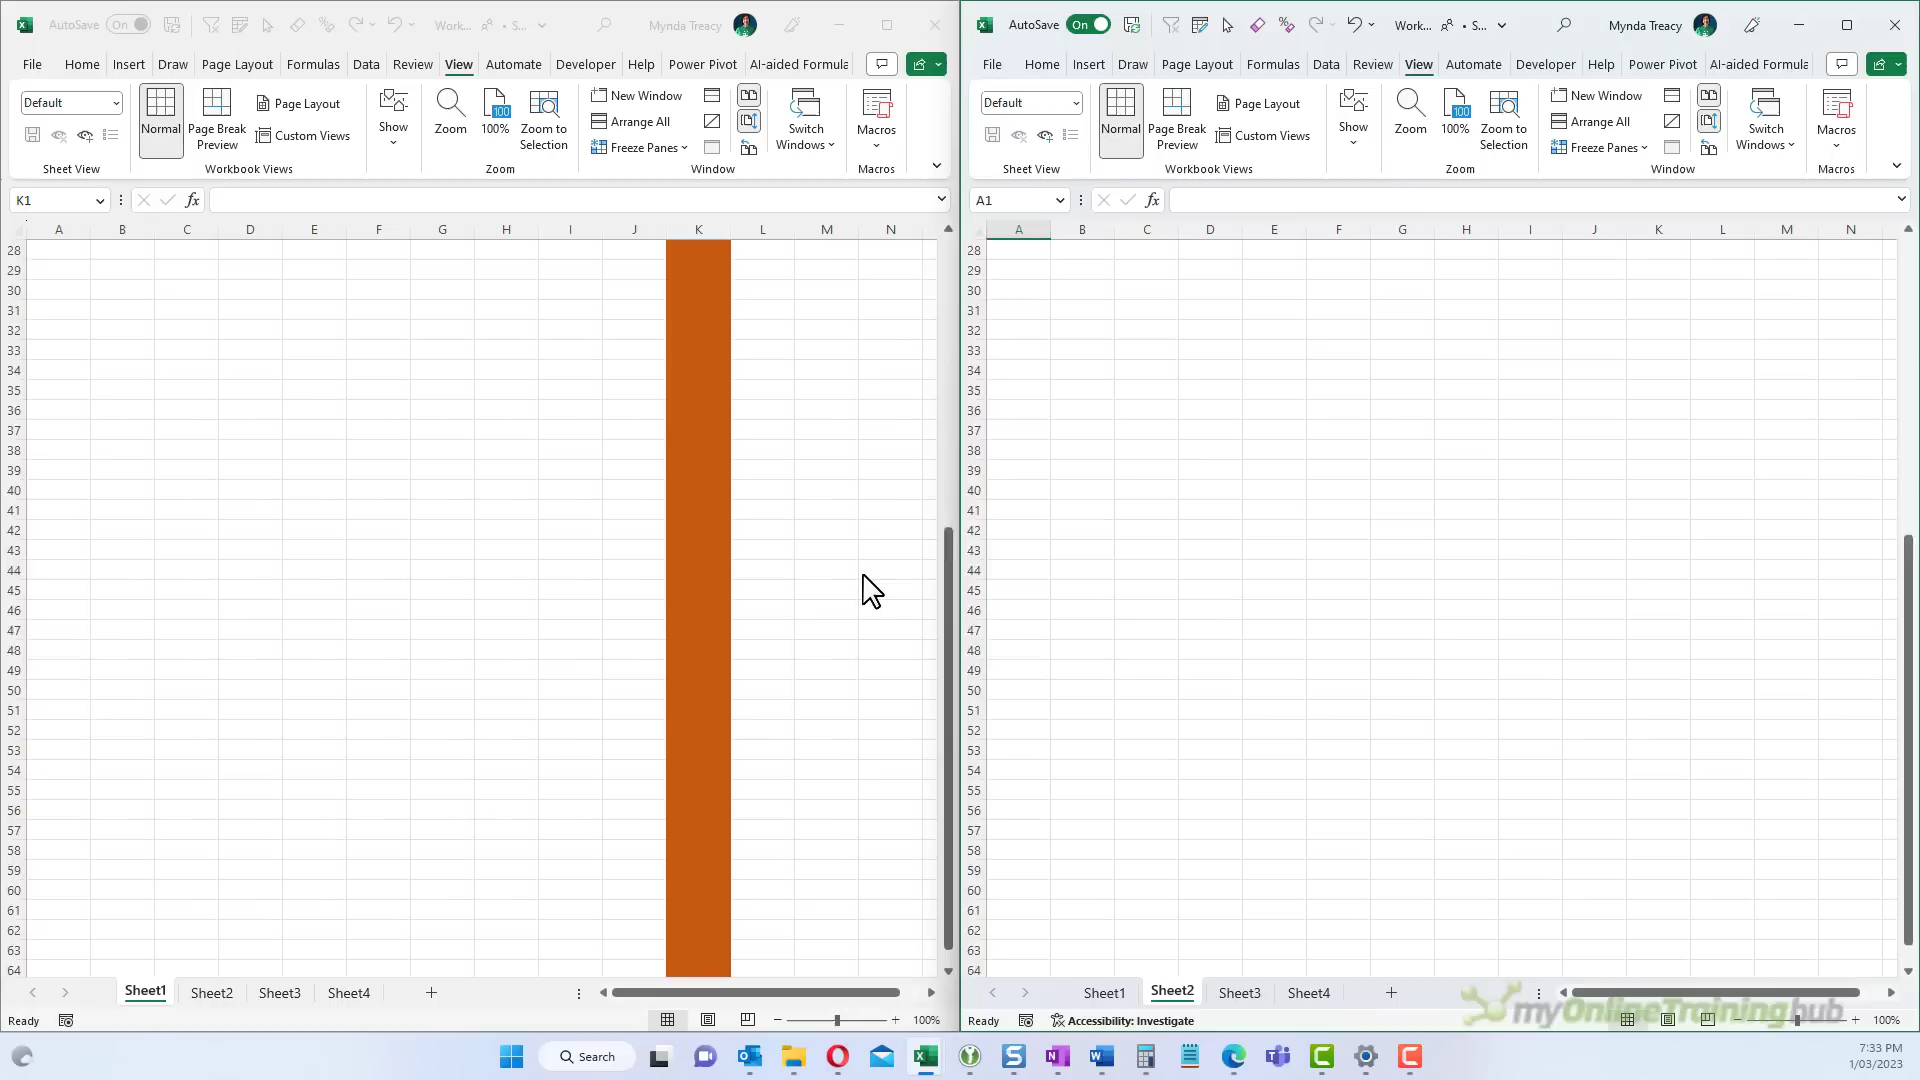 AutoSave On Work... • S... Mynda Treacy
File Home Insert Draw Page Layout Formulas Data Review View Automate Developer Help Power Pivot AI-aided Formula
Default
Normal
Page Break Preview
Page Layout
Custom Views
Show
Zoom
100
100%
Zoom to Selection
New Window
Arrange All
Freeze Panes
Switch Windows
Macros
Sheet View Workbook Views Zoom Window Macros
K1 fx
A B C D E F G H I J K L M N
28
29
30
31
32
33
34
35
36
37
38
39
40
41
42
43
44
45
46
47
48
49
50
51
52
53
54
55
56
57
58
59
60
61
62
63
64
Sheet1 Sheet2 Sheet3 Sheet4
Ready 100%
AutoSave On Work... • S... Mynda Treacy
File Home Insert Draw Page Layout Formulas Data Review View Automate Developer Help Power Pivot AI-aided Formula
Default
Normal
Page Break Preview
Page Layout
Custom Views
Show
Zoom
100
100%
Zoom to Selection
New Window
Arrange All
Freeze Panes
Switch Windows
Macros
Sheet View Workbook Views Zoom Window Macros
A1 fx
A B C D E F G H I J K L M N
28
29
30
31
32
33
34
35
36
37
38
39
40
41
42
43
44
45
46
47
48
49
50
51
52
53
54
55
56
57
58
59
60
61
62
63
64
Sheet1 Sheet2 Sheet3 Sheet4
Ready Accessibility: Investigate 100%
myOnlineTraininghub
Search
7:33 PM
1/03/2023